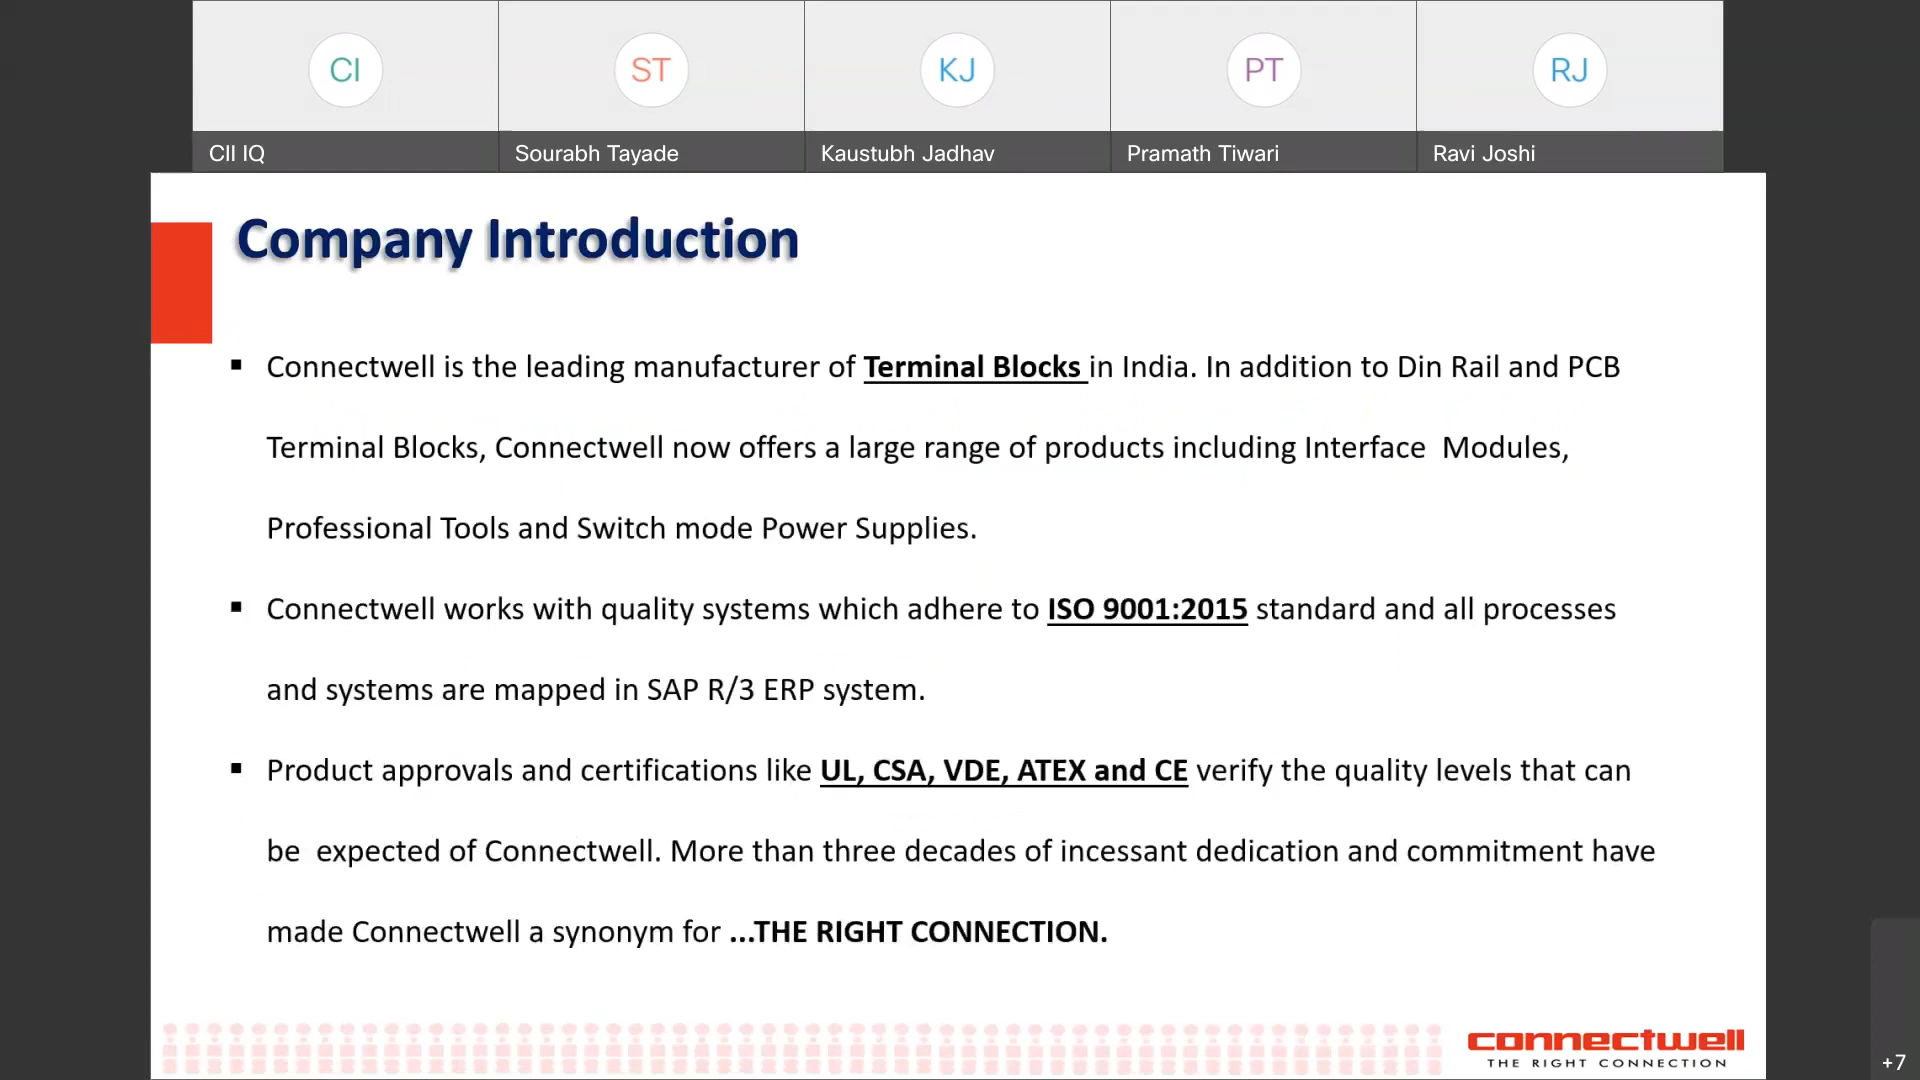 CI ST KJ PT RJ
CII IQ Sourabh Tayade Kaustubh Jadhav Pramath Tiwari Ravi Joshi
Company Introduction
▪ Connectwell is the leading manufacturer of Terminal Blocks in India. In addition to Din Rail and PCB
Terminal Blocks, Connectwell now offers a large range of products including Interface Modules,
Professional Tools and Switch mode Power Supplies.
▪ Connectwell works with quality systems which adhere to ISO 9001:2015 standard and all processes
and systems are mapped in SAP R/3 ERP system.
▪ Product approvals and certifications like UL, CSA, VDE, ATEX and CE verify the quality levels that can
be expected of Connectwell. More than three decades of incessant dedication and commitment have
made Connectwell a synonym for ...THE RIGHT CONNECTION.
connectwell
THE RIGHT CONNECTION
+7